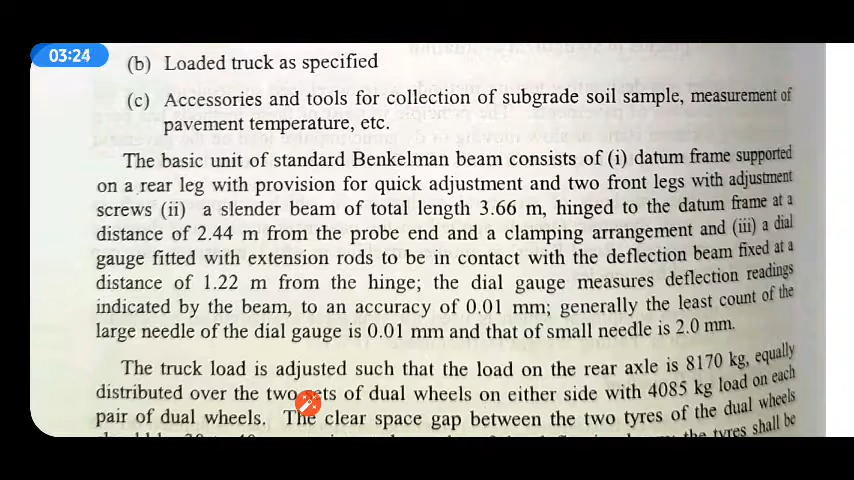 03:24
(b) Loaded truck as specified
(c) Accessories and tools for collection of subgrade soil sample, measurement of
pavement temperature, etc.
The basic unit of standard Benkelman beam consists of (i) datum frame supported
on a rear leg with provision for quick adjustment and two front legs with adjustment
screws (ii) a slender beam of total length 3.66 m, hinged to the datum frame at a
distance of 2.44 m from the probe end and a clamping arrangement and (iii) a dial
gauge fitted with extension rods to be in contact with the deflection beam fixed at a
distance of 1.22 m from the hinge; the dial gauge measures deflection readings
indicated by the beam, to an accuracy of 0.01 mm; generally the least count of the
large needle of the dial gauge is 0.01 mm and that of small needle is 2.0 mm.
The truck load is adjusted such that the load on the rear axle is 8170 kg, equally
distributed over the two of dual wheels on either side with 4085 kg load on each
pair of dual wheels. The clear space gap between the two tyres of the dual wheels
the tyres shall be